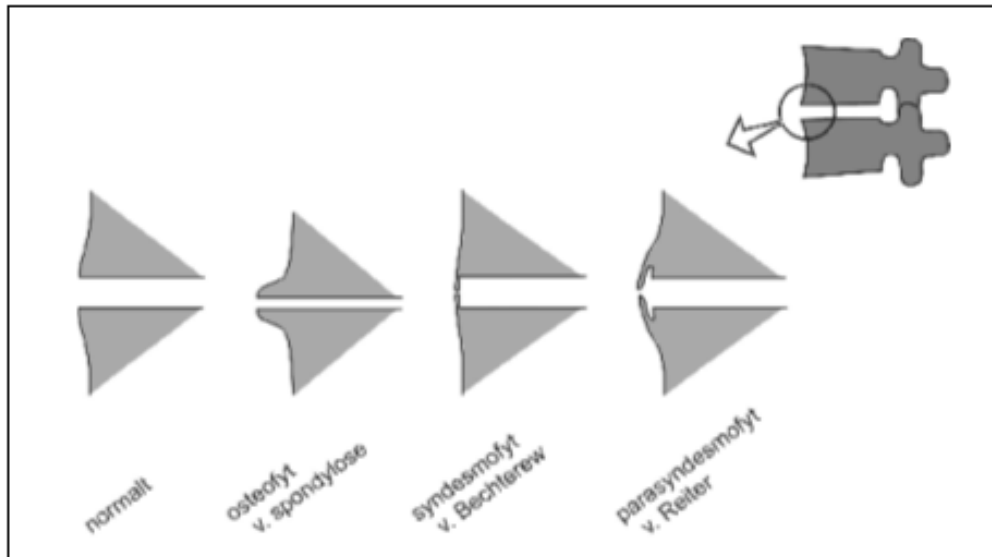 normalt
osteofyt
v. spondylose
syndesmofyt
v. Bechterew
parasyndesmofyt
v. Reiter